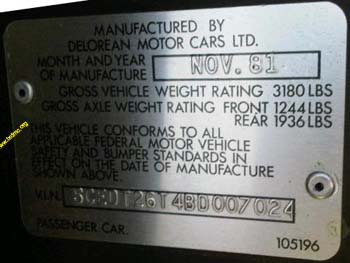 MANUFACTURED BY
DELOREAN MOTOR CARS LTD.
MONTH AND YEAR
OF MANUFACTURE NOV. 81
GROSS VEHICLE WEIGHT RATING 3180 LBS
GROSS AXLE WEIGHT RATING FRONT 1244 LBS
REAR 1936 LBS
THIS VEHICLE CONFORMS TO ALL
APPLICABLE FEDERAL MOTOR VEHICLE
SAFETY AND BUMPER STANDARDS IN
EFFECT ON THE DATE OF MANUFACTURE
SHOWN ABOVE.
V.I.N. SCEDT26T4BD007024
PASSENGER CAR.
105196